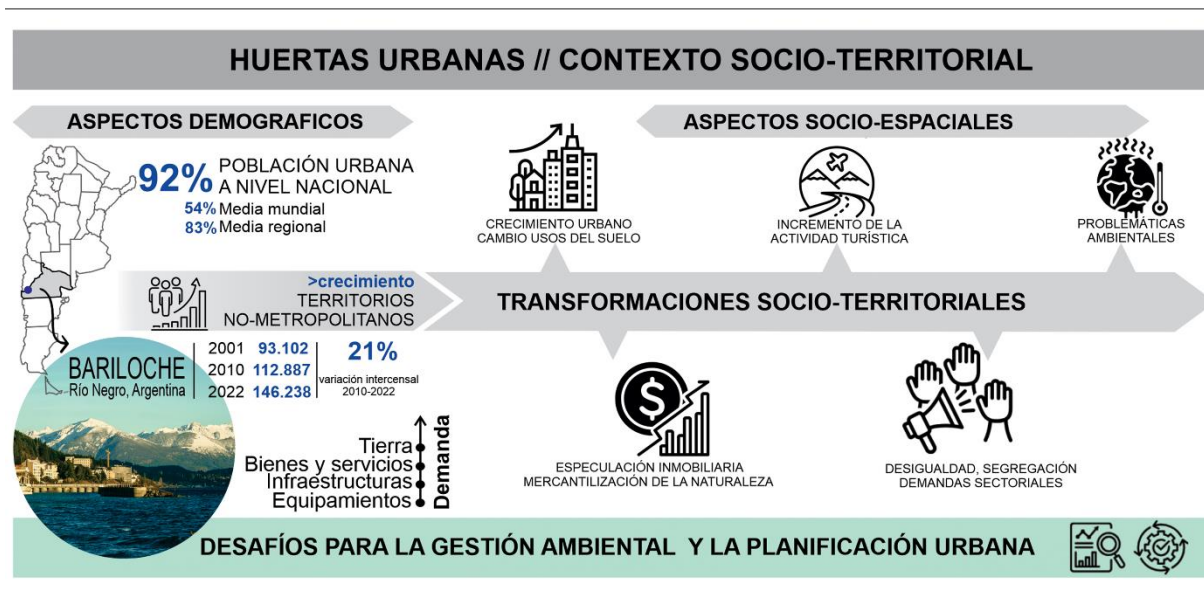 HUERTAS URBANAS // CONTEXTO SOCIO-TERRITORIAL
ASPECTOS DEMOGRAFICOS
92% POBLACIÓN URBANA
A NIVEL NACIONAL
54% Media mundial
83% Media regional
>crecimiento
TERRITORIOS
NO-METROPOLITANOS
BARILOCHE
Río Negro, Argentina
2001 93.102
2010 112.887
2022 146.238
21%
variación intercensal
2010-2022
Tierra
Bienes y servicios
Infraestructuras
Equipamientos
Demanda
ASPECTOS SOCIO-ESPACIALES
CRECIMIENTO URBANO
CAMBIO USOS DEL SUELO
INCREMENTO DE LA
ACTIVIDAD TURÍSTICA
PROBLEMÁTICAS
AMBIENTALES
TRANSFORMACIONES SOCIO-TERRITORIALES
$
ESPECULACIÓN INMOBILIARIA
MERCANTILIZACIÓN DE LA NATURALEZA
DESIGUALDAD, SEGREGACIÓN
DEMANDAS SECTORIALES
DESAFÍOS PARA LA GESTIÓN AMBIENTAL Y LA PLANIFICACIÓN URBANA